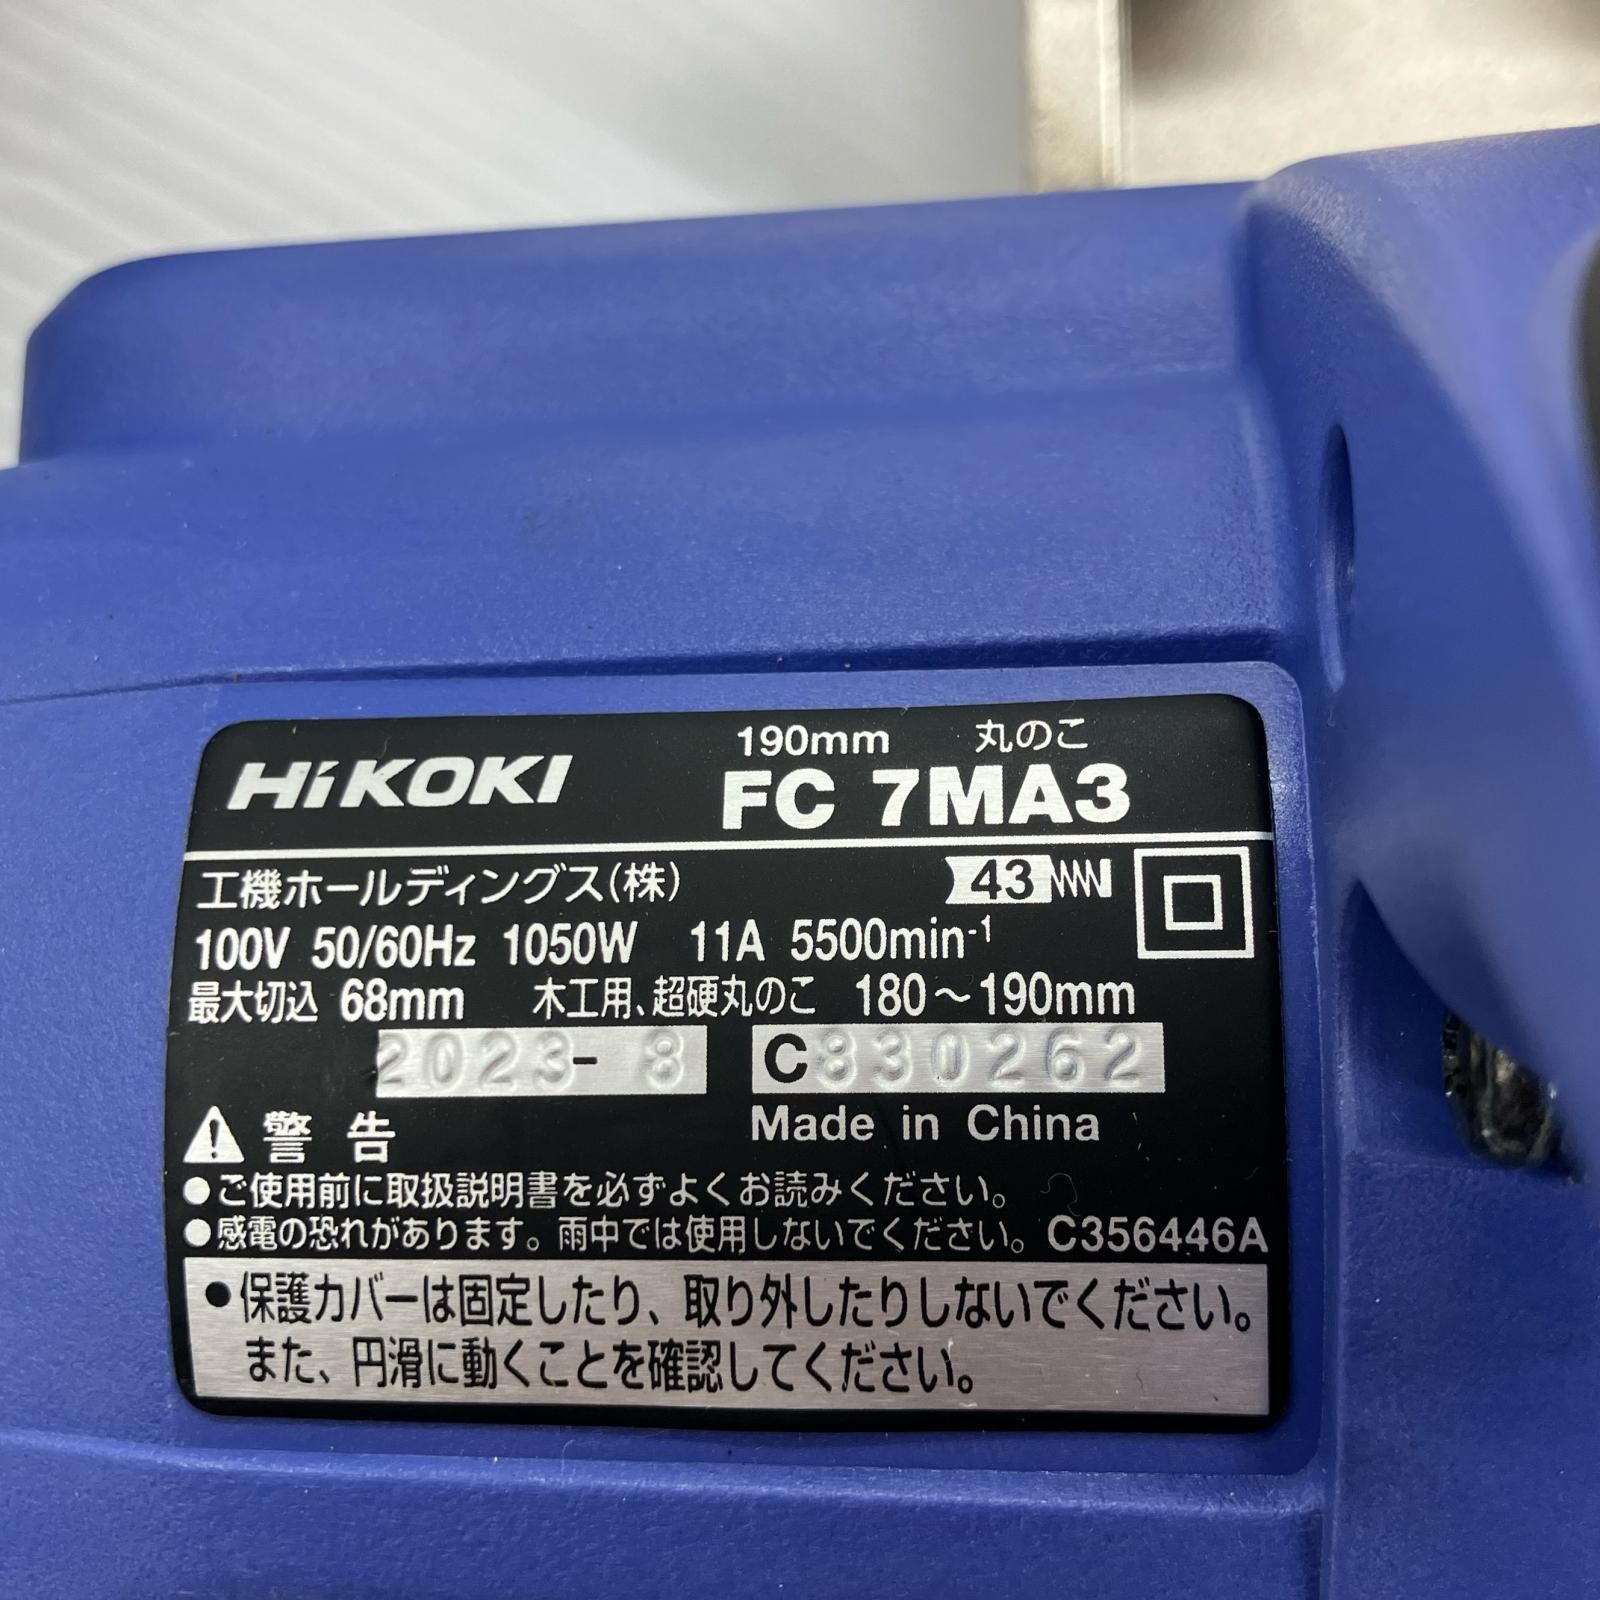 HiKOKI
190mm 丸のこ
FC 7MA3
工機ホールディングス(株)
43
100V 50/60Hz 1050W 11A 5500min-1
最大切込 68mm 木工用、超硬丸のこ 180～190mm
2023- 8 C830262
Made in China
警 告
●ご使用前に取扱説明書を必ずよくお読みください。
●感電の恐れがあります。雨中では使用しないでください。 C356446A
●保護カバーは固定したり、取り外したりしないでください。
また、円滑に動くことを確認してください。